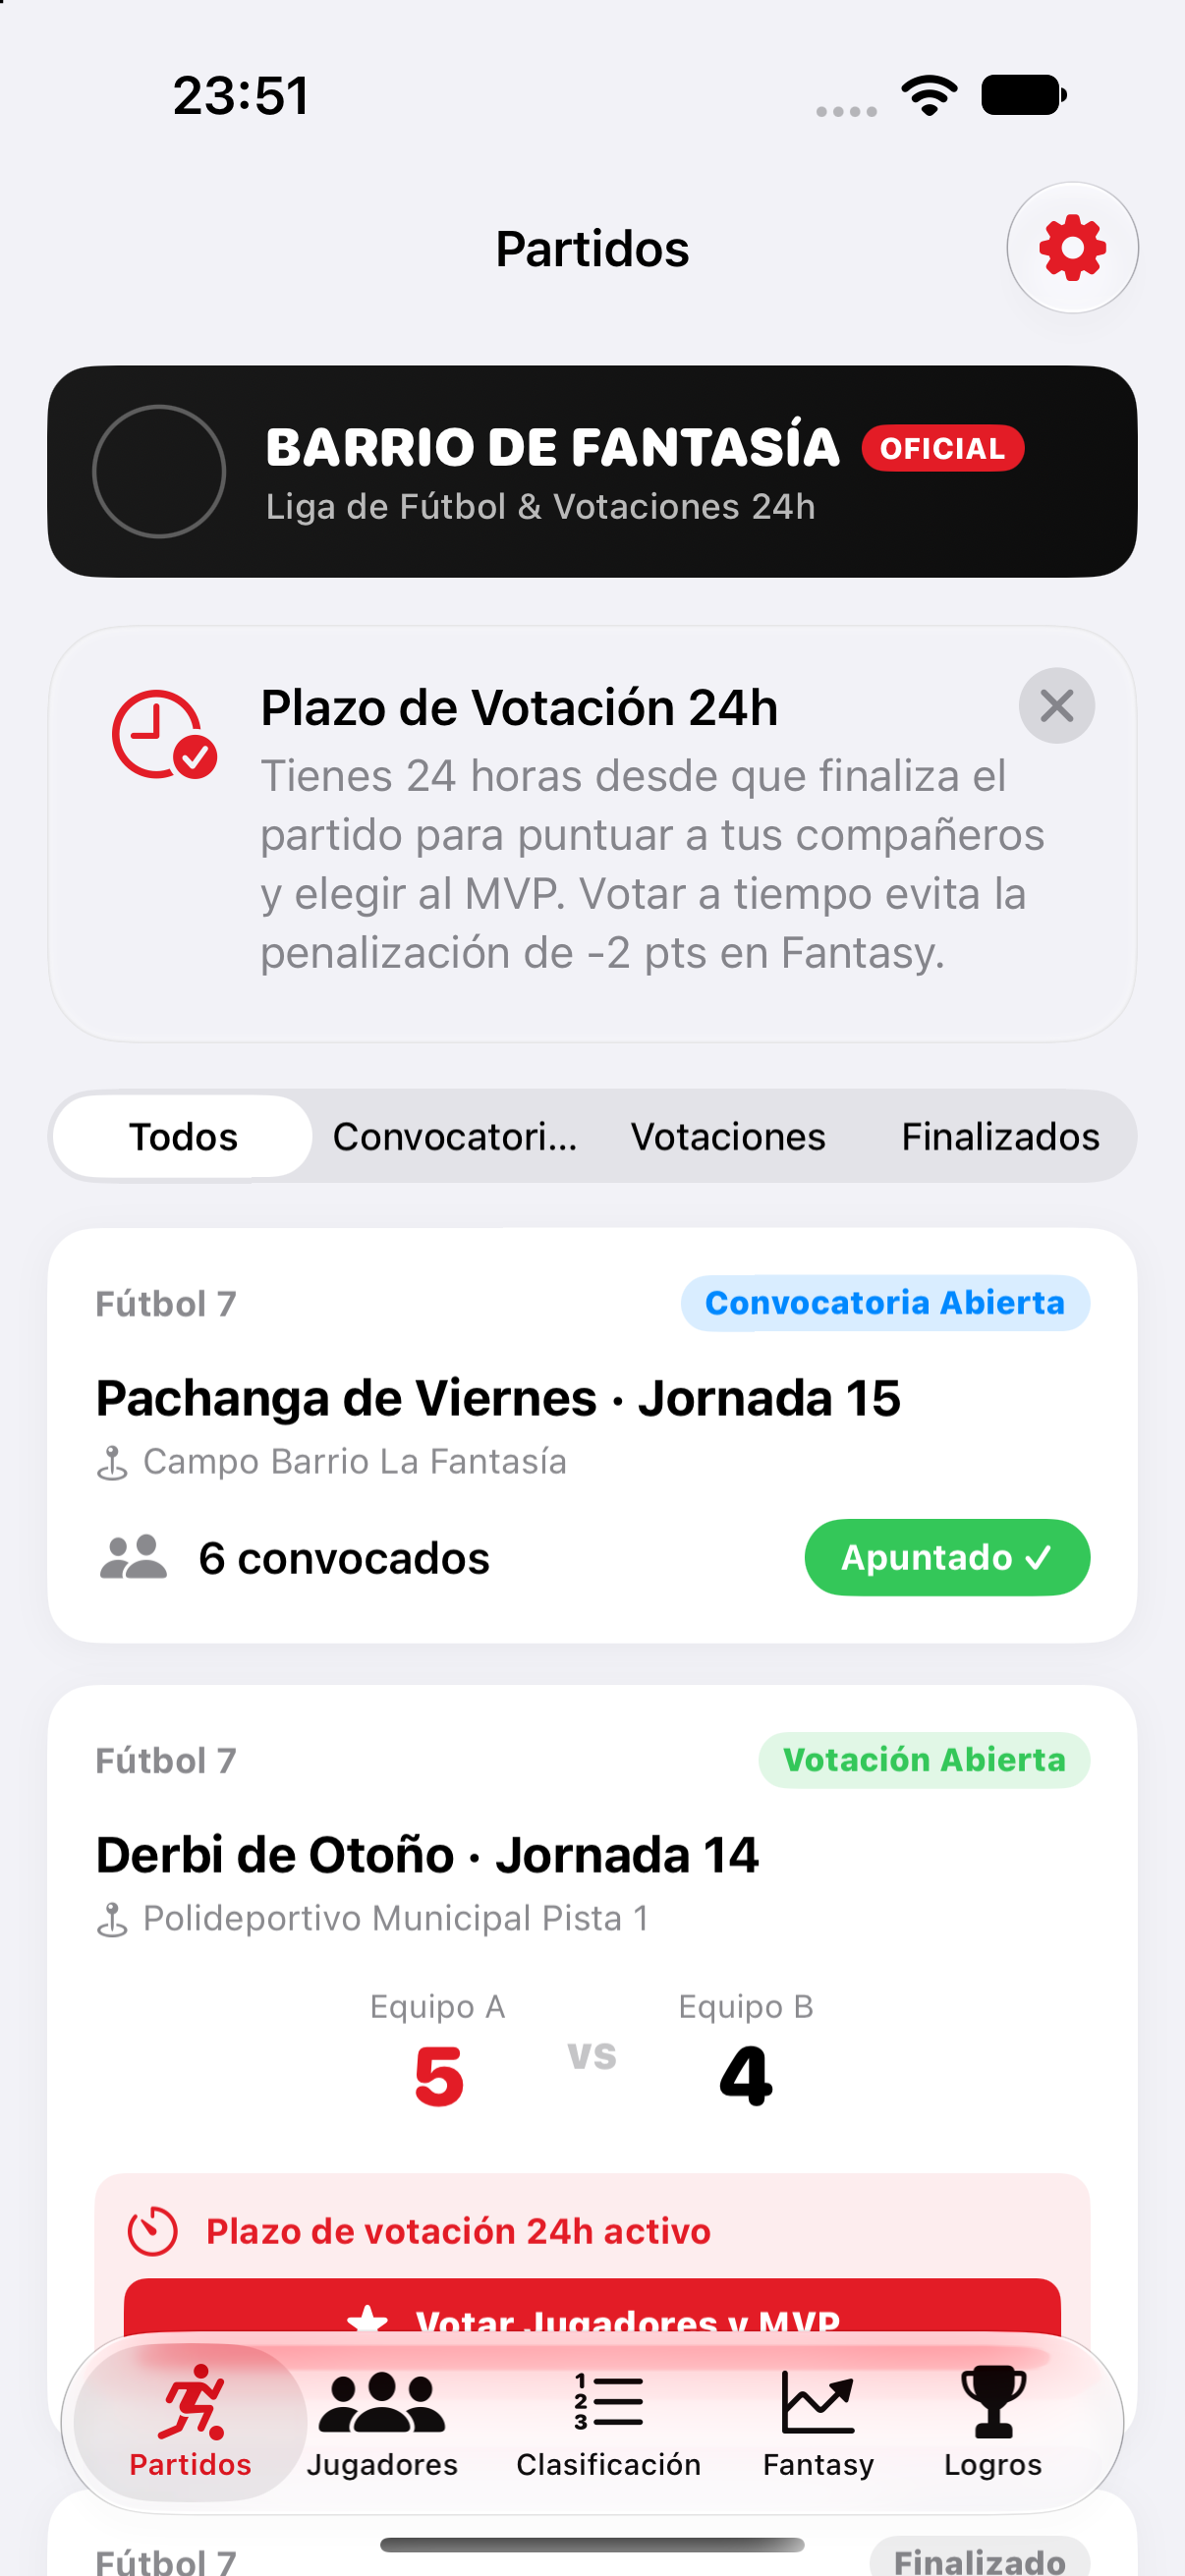 23:51
Partidos
BARRIO DE FANTASÍA OFICIAL
Liga de Fútbol & Votaciones 24h
Plazo de Votación 24h
Tienes 24 horas desde que finaliza el
partido para puntuar a tus compañeros
y elegir al MVP. Votar a tiempo evita la
penalización de -2 pts en Fantasy.
Todos Convocatori... Votaciones Finalizados
Fútbol 7 Convocatoria Abierta
Pachanga de Viernes · Jornada 15
Campo Barrio La Fantasía
6 convocados Apuntado ✓
Fútbol 7 Votación Abierta
Derbi de Otoño · Jornada 14
Polideportivo Municipal Pista 1
Equipo A Equipo B
5 vs 4
Plazo de votación 24h activo
Votar Jugadores y MVP
Partidos Jugadores Clasificación Fantasy Logros
Fútbol 7 Finalizado